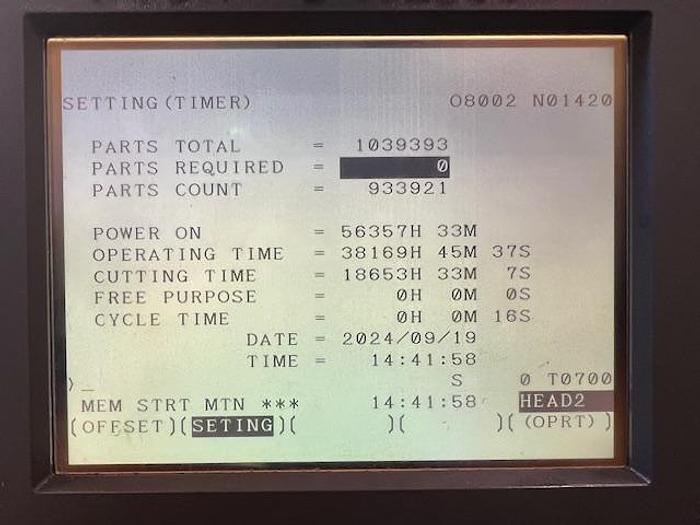 SETTING(TIMER) O8002 N01420
PARTS TOTAL = 1039393
PARTS REQUIRED = 0
PARTS COUNT = 933921
POWER ON = 56357H 33M
OPERATING TIME = 38169H 45M 37S
CUTTING TIME = 18653H 33M 7S
FREE PURPOSE = 0H 0M 0S
CYCLE TIME = 0H 0M 16S
DATE = 2024/09/19
TIME = 14:41:58
>_ S 0 T0700
MEM STRT MTN *** 14:41:58 HEAD2
(OFFSET)(SETING)( )( )( (OPRT) )